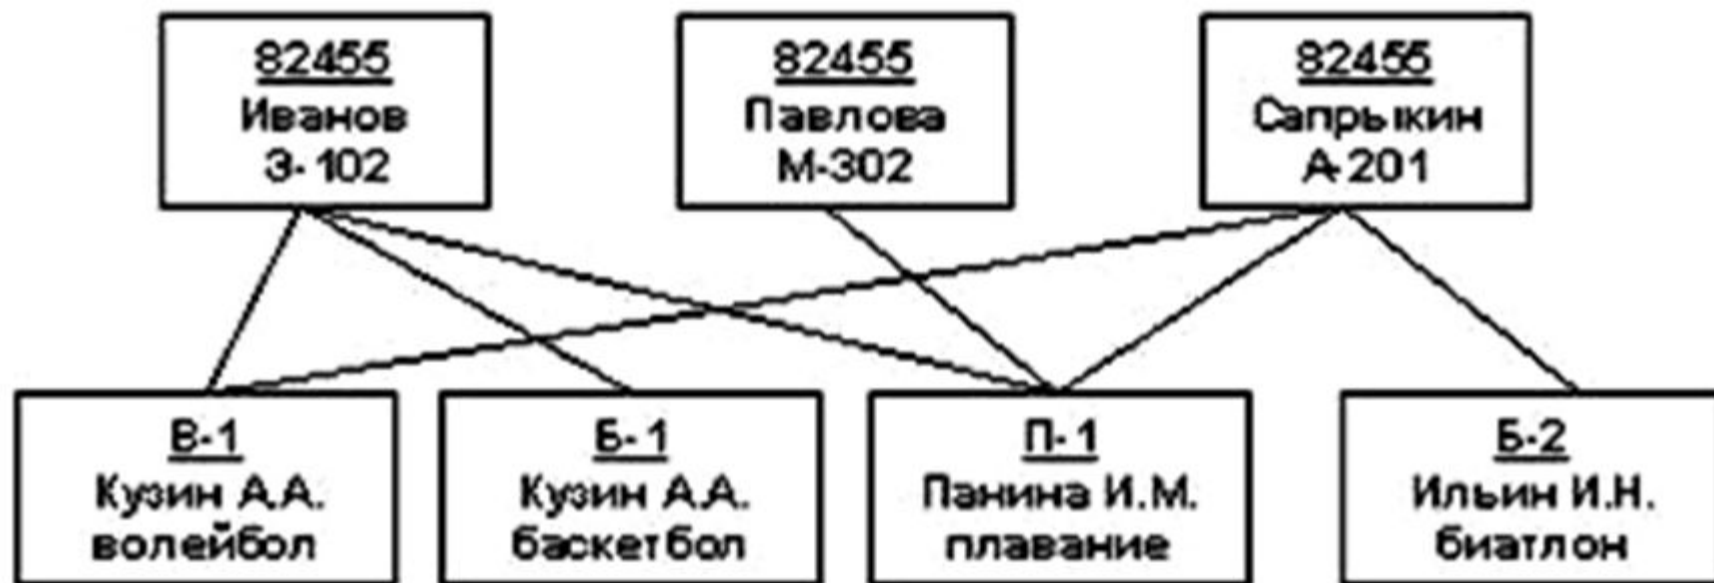 82455
Иванов
З-102
82455
Павлова
М-302
82455
Сапрыкин
А-201
В-1
Кузин А.А.
волейбол
Б-1
Кузин А.А.
баскетбол
П-1
Панина И.М.
плавание
Б-2
Ильин И.Н.
биатлон